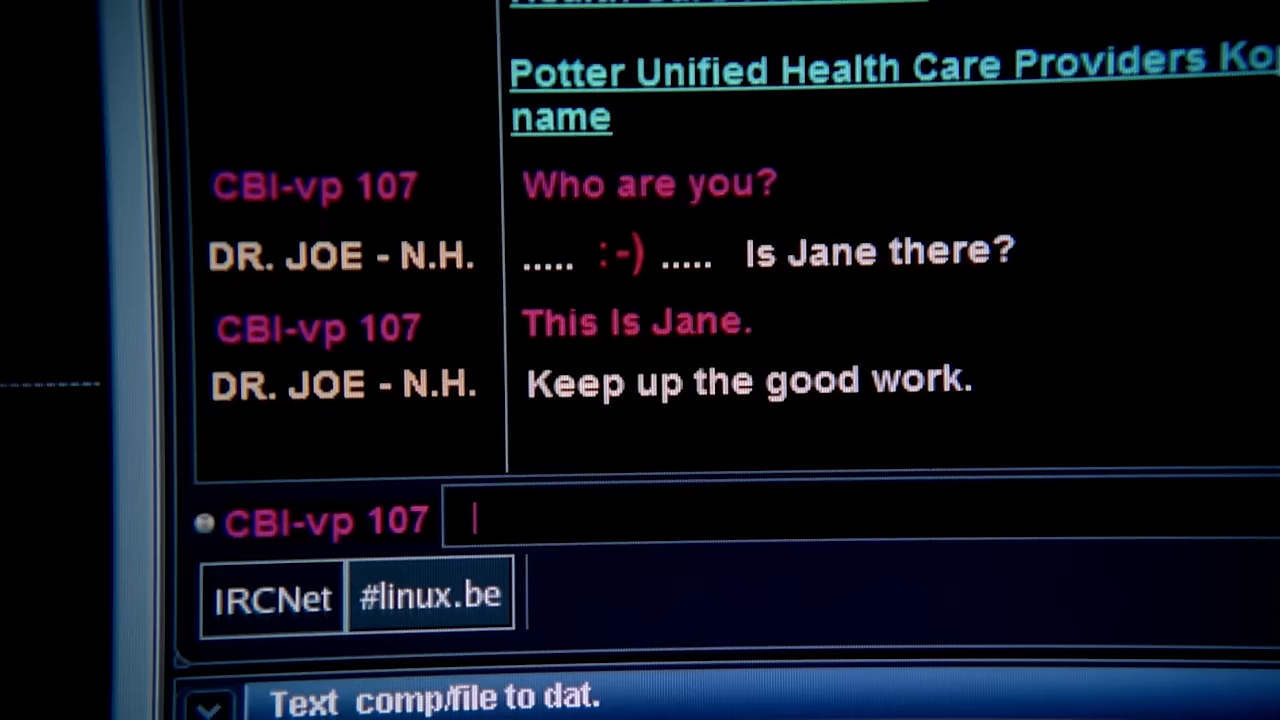 Potter Unified Health Care Providers
name
CBI-vp 107 Who are you?
DR. JOE - N.H. ..... :-) ..... Is Jane there?
CBI-vp 107 This Is Jane.
DR. JOE - N.H. Keep up the good work.
CBI-vp 107
IRCNet #linux.be
Text comp/file to dat.